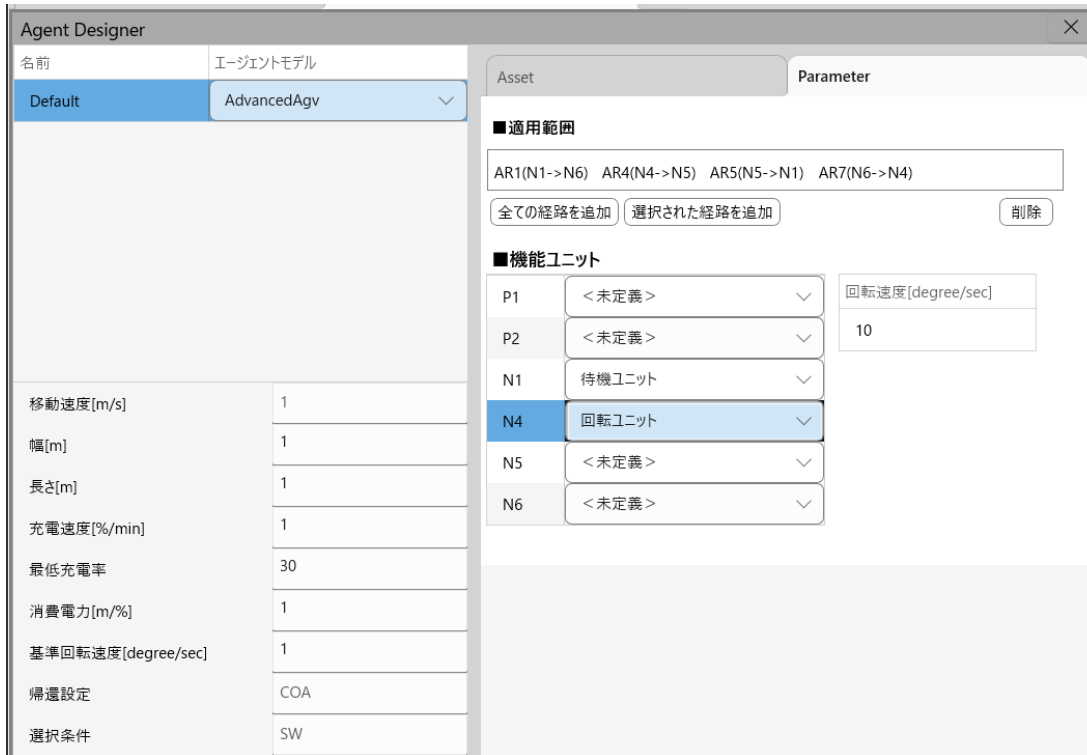 Agent Designer
名前 エージェントモデル
Default AdvancedAgv
移動速度[m/s] 1
幅[m] 1
長さ[m] 1
充電速度[%/min] 1
最低充電率 30
消費電力[m/%] 1
基準回転速度[degree/sec] 1
帰還設定 COA
選択条件 SW
Asset Parameter
■適用範囲
AR1(N1->N6) AR4(N4->N5) AR5(N5->N1) AR7(N6->N4)
全ての経路を追加 選択された経路を追加 削除
■機能ユニット
P1 <未定義>
P2 <未定義>
N1 待機ユニット
N4 回転ユニット
N5 <未定義>
N6 <未定義>
回転速度[degree/sec]
10